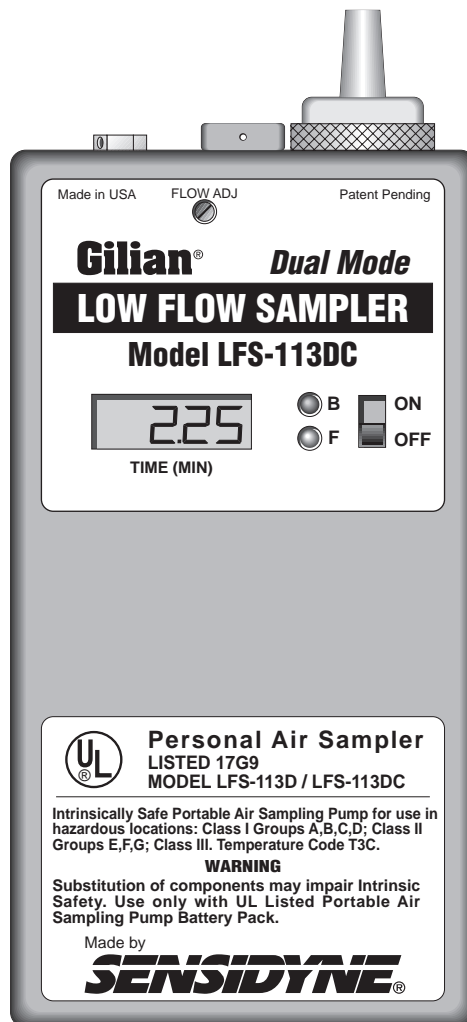 Made in USA FLOW ADJ Patent Pending
Gilian® Dual Mode
LOW FLOW SAMPLER
Model LFS-113DC
2.25 B ON
F OFF
TIME (MIN)
UL® Personal Air Sampler
LISTED 17G9
MODEL LFS-113D / LFS-113DC
Intrinsically Safe Portable Air Sampling Pump for use in
hazardous locations: Class I Groups A,B,C,D; Class II
Groups E,F,G; Class III. Temperature Code T3C.
WARNING
Substitution of components may impair Intrinsic
Safety. Use only with UL Listed Portable Air
Sampling Pump Battery Pack.
Made by
SENSIDYNE®